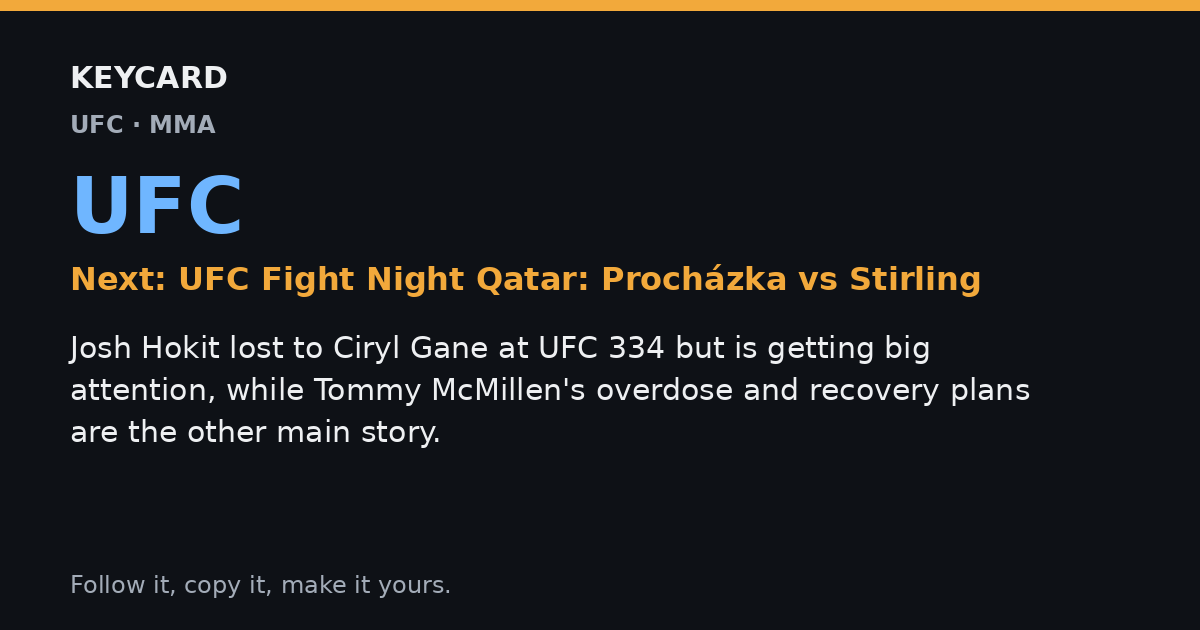 KEYCARD
UFC · MMA
UFC
Next: UFC Fight Night Qatar: Procházka vs Stirling
Josh Hokit lost to Ciryl Gane at UFC 334 but is getting big
attention, while Tommy McMillen's overdose and recovery plans
are the other main story.
Follow it, copy it, make it yours.